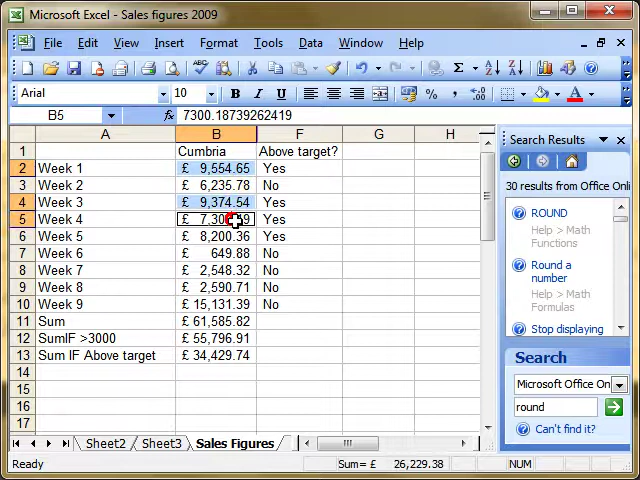 Microsoft Excel - Sales figures 2009
File Edit View Insert Format Tools Data Window Help
Arial 10 B I U % ,
B5 fx 7300.18739262419
A B F G H
1 Cumbria Above target?
2 Week 1 £ 9,554.65 Yes
3 Week 2 £ 6,235.78 No
4 Week 3 £ 9,374.54 Yes
5 Week 4 £ Yes
6 Week 5 £ 8,200.36 Yes
7 Week 6 £ 649.88 No
8 Week 7 £ 2,548.32 No
9 Week 8 £ 2,590.71 No
10 Week 9 £ 15,131.39 No
11 Sum £ 61,585.82
12 SumIF >3000 £ 55,796.91
13 Sum IF Above target £ 34,429.74
14
15
16
17
Search Results
30 results from Office Onli
ROUND
Help > Math
Functions
Round a
number
Help > Math
Formulas
Stop displaying
Search
Microsoft Office On
round
Can't find it?
Sheet2 Sheet3 Sales Figures
Ready Sum= £ 26,229.38 NUM